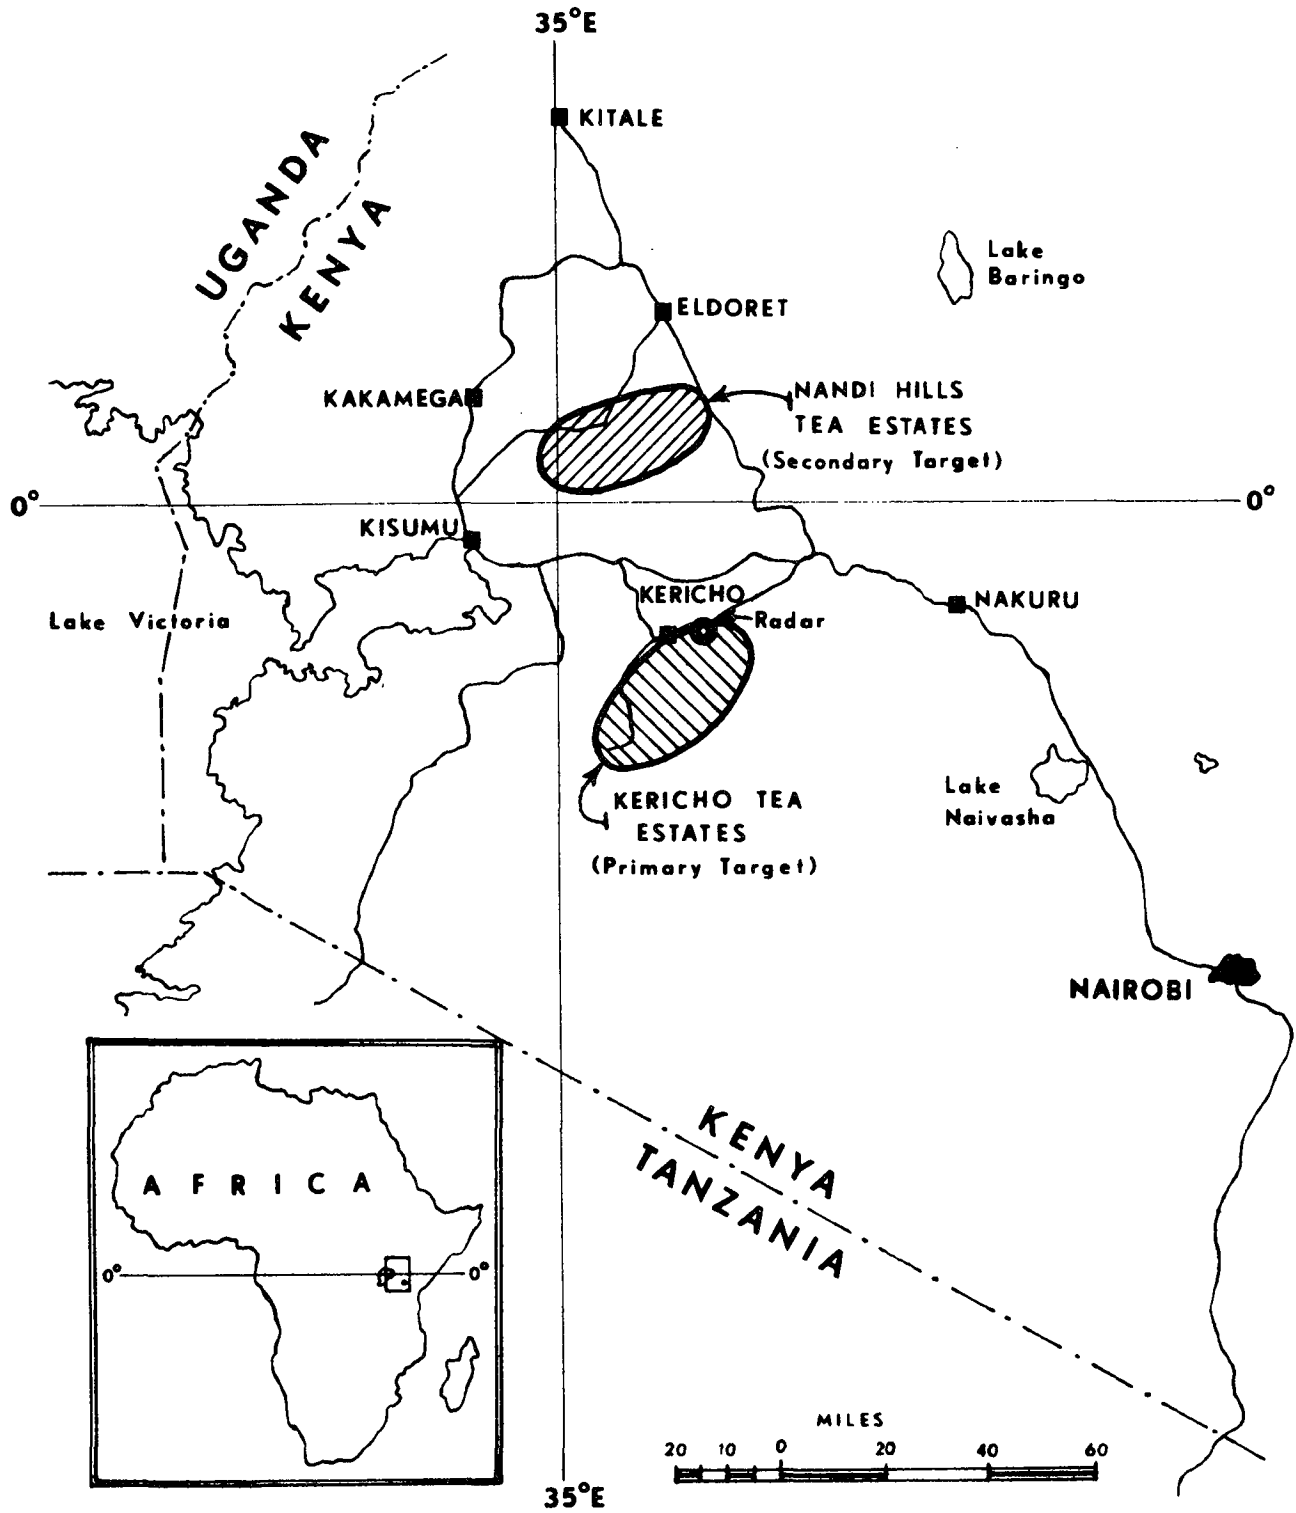 35°E
KITALE
UGANDA
KENYA
Lake
Baringo
ELDORET
KAKAMEGA
NANDI HILLS
TEA ESTATES
(Secondary Target)
0°
0°
KISUMU
KERICHO
NAKURU
Lake Victoria
Radar
Lake
Naivasha
KERICHO TEA
ESTATES
(Primary Target)
NAIROBI
KENYA
TANZANIA
AFRICA
0°
0°
MILES
20 10 0 20 40 60
35°E